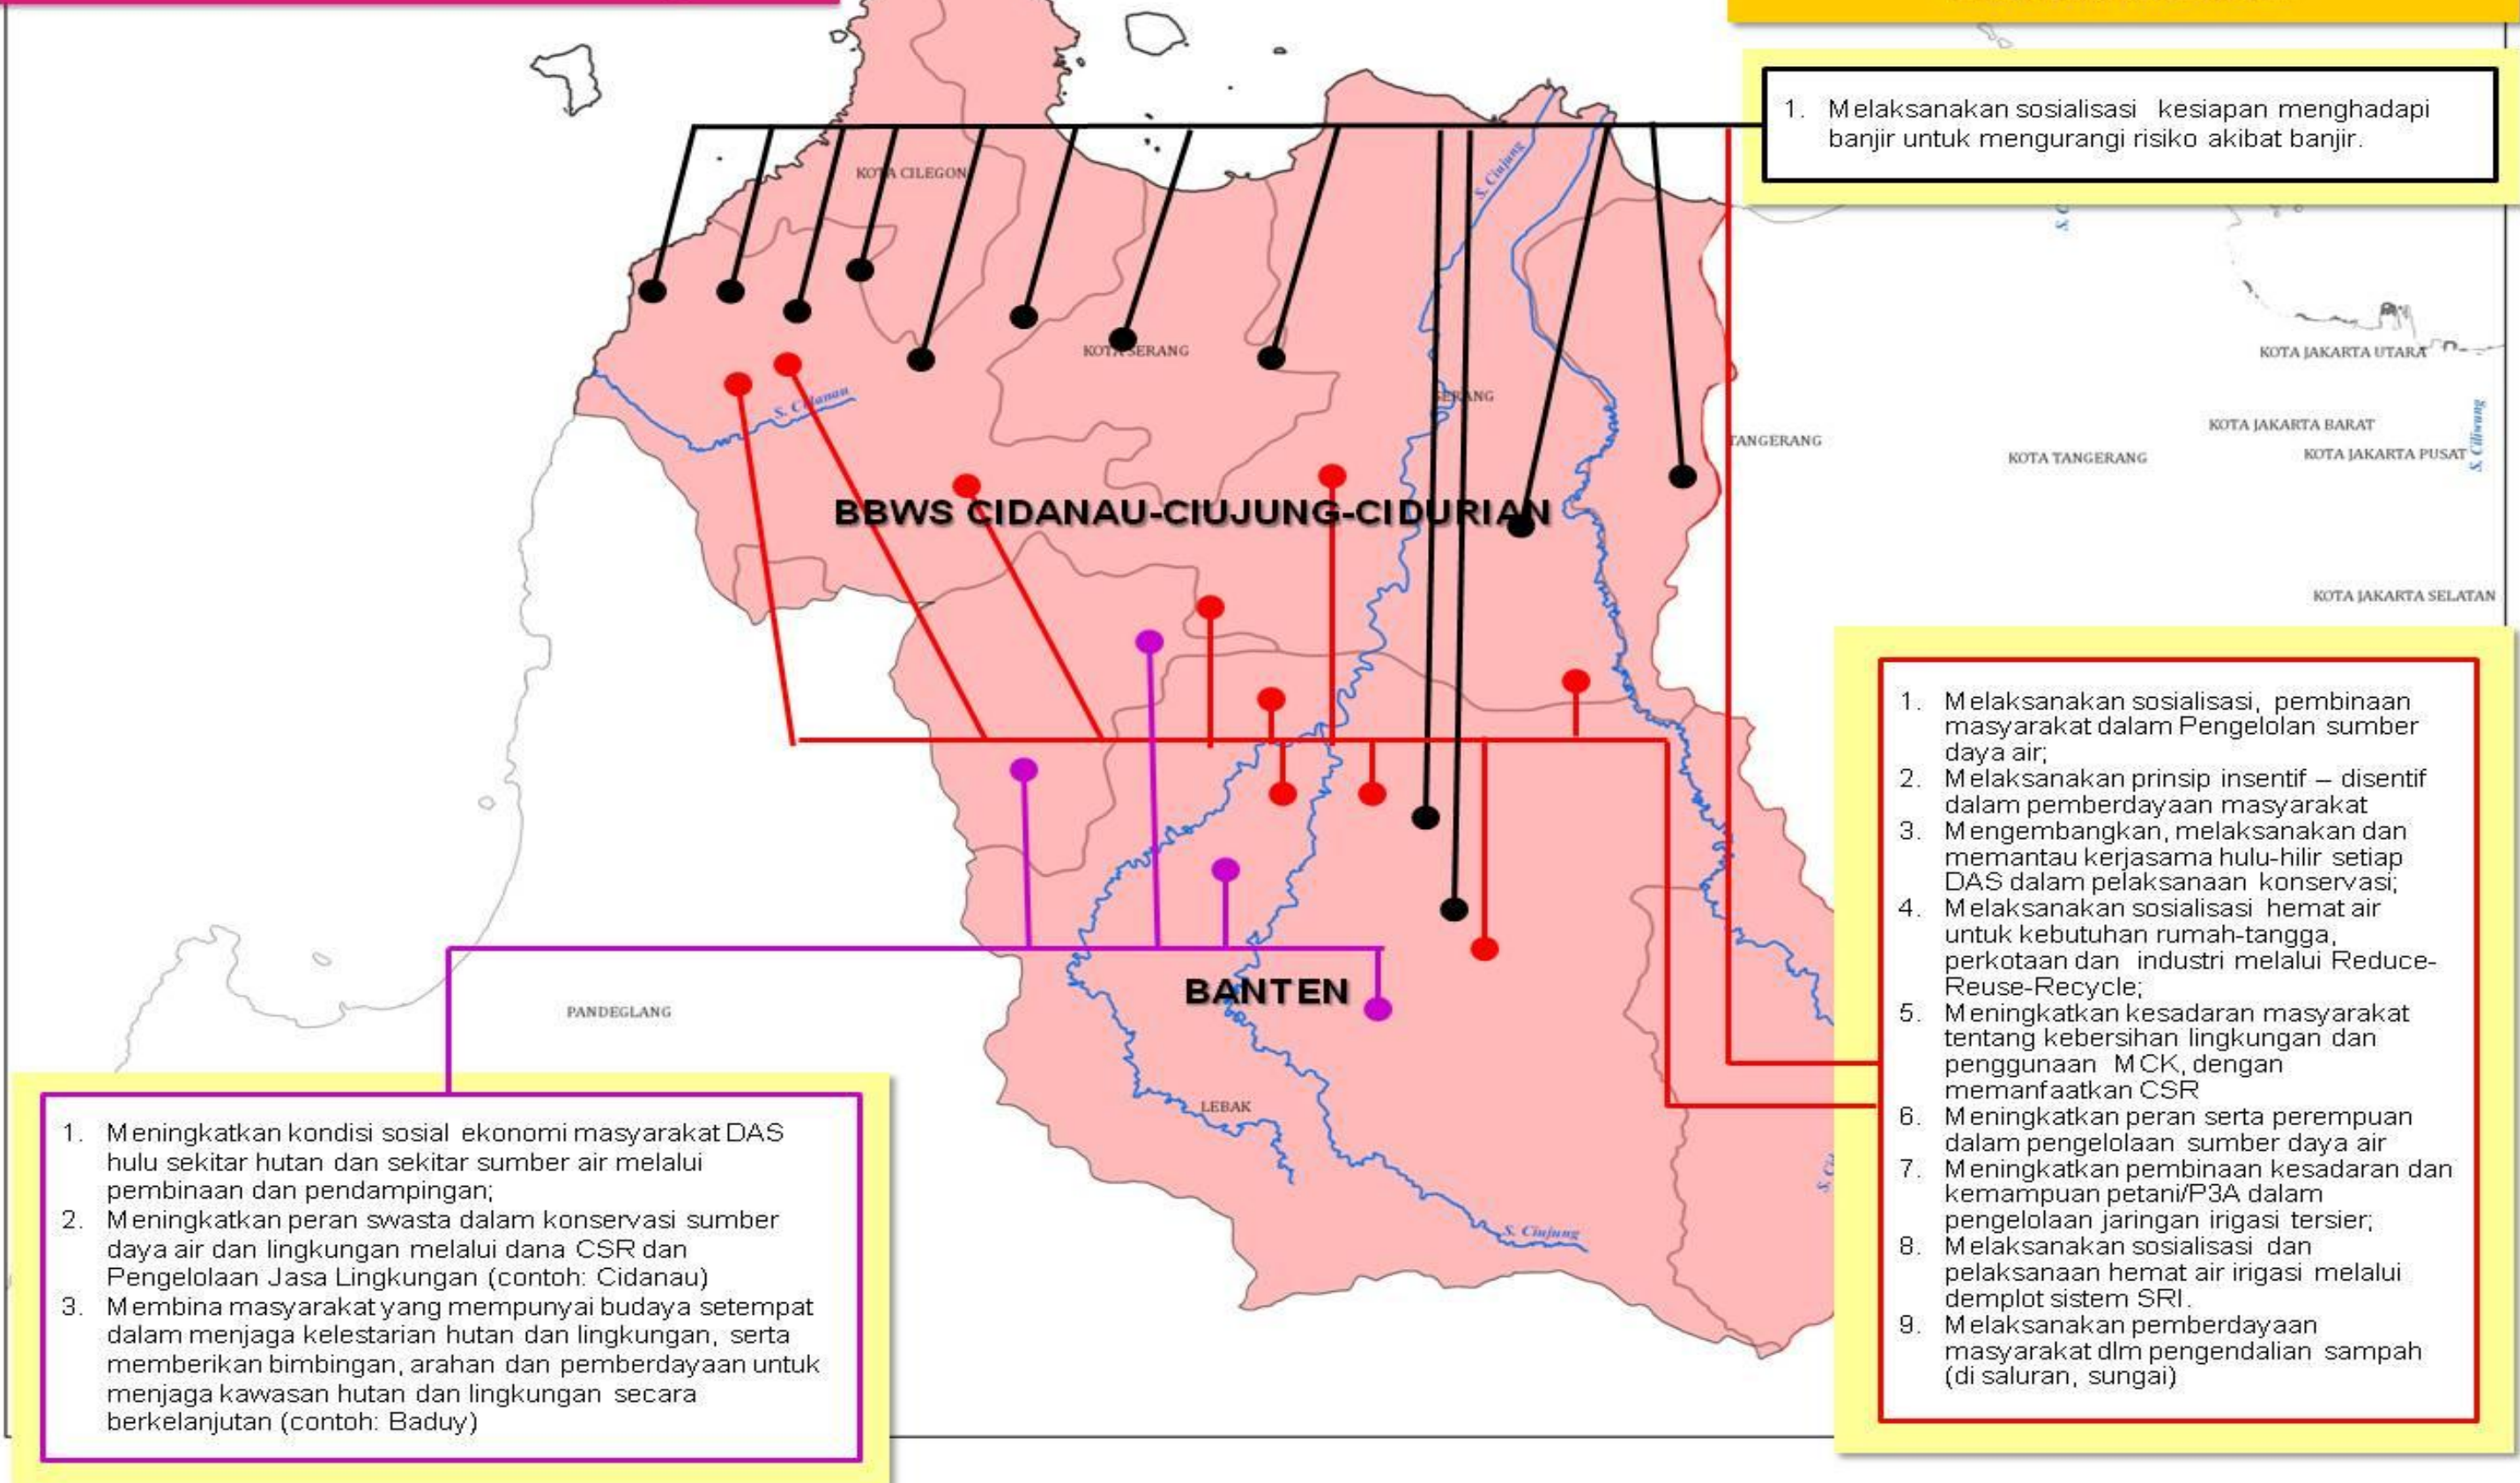 1. Melaksanakan sosialisasi kesiapan menghadapi
banjir untuk mengurangi risiko akibat banjir.
KOTA CILEGON
S. Ciujung
KOTA SERANG
SERANG
S. Cidanau
TANGERANG
KOTA TANGERANG
KOTA JAKARTA UTARA
KOTA JAKARTA BARAT
KOTA JAKARTA PUSAT
S. Ciliwung
KOTA JAKARTA SELATAN
BBWS CIDANAU-CIUJUNG-CIDURIAN
BANTEN
PANDEGLANG
LEBAK
S. Ciujung
1. Meningkatkan kondisi sosial ekonomi masyarakat DAS
hulu sekitar hutan dan sekitar sumber air melalui
pembinaan dan pendampingan;
2. Meningkatkan peran swasta dalam konservasi sumber
daya air dan lingkungan melalui dana CSR dan
Pengelolaan Jasa Lingkungan (contoh: Cidanau)
3. Membina masyarakat yang mempunyai budaya setempat
dalam menjaga kelestarian hutan dan lingkungan, serta
memberikan bimbingan, arahan dan pemberdayaan untuk
menjaga kawasan hutan dan lingkungan secara
berkelanjutan (contoh: Baduy)
1. Melaksanakan sosialisasi, pembinaan
masyarakat dalam Pengelolan sumber
daya air;
2. Melaksanakan prinsip insentif – disentif
dalam pemberdayaan masyarakat
3. Mengembangkan, melaksanakan dan
memantau kerjasama hulu-hilir setiap
DAS dalam pelaksanaan konservasi;
4. Melaksanakan sosialisasi hemat air
untuk kebutuhan rumah-tangga,
perkotaan dan industri melalui Reduce-
Reuse-Recycle;
5. Meningkatkan kesadaran masyarakat
tentang kebersihan lingkungan dan
penggunaan MCK, dengan
memanfaatkan CSR
6. Meningkatkan peran serta perempuan
dalam pengelolaan sumber daya air
7. Meningkatkan pembinaan kesadaran dan
kemampuan petani/P3A dalam
pengelolaan jaringan irigasi tersier;
8. Melaksanakan sosialisasi dan
pelaksanaan hemat air irigasi melalui
demplot sistem SRI.
9. Melaksanakan pemberdayaan
masyarakat dlm pengendalian sampah
(di saluran, sungai)